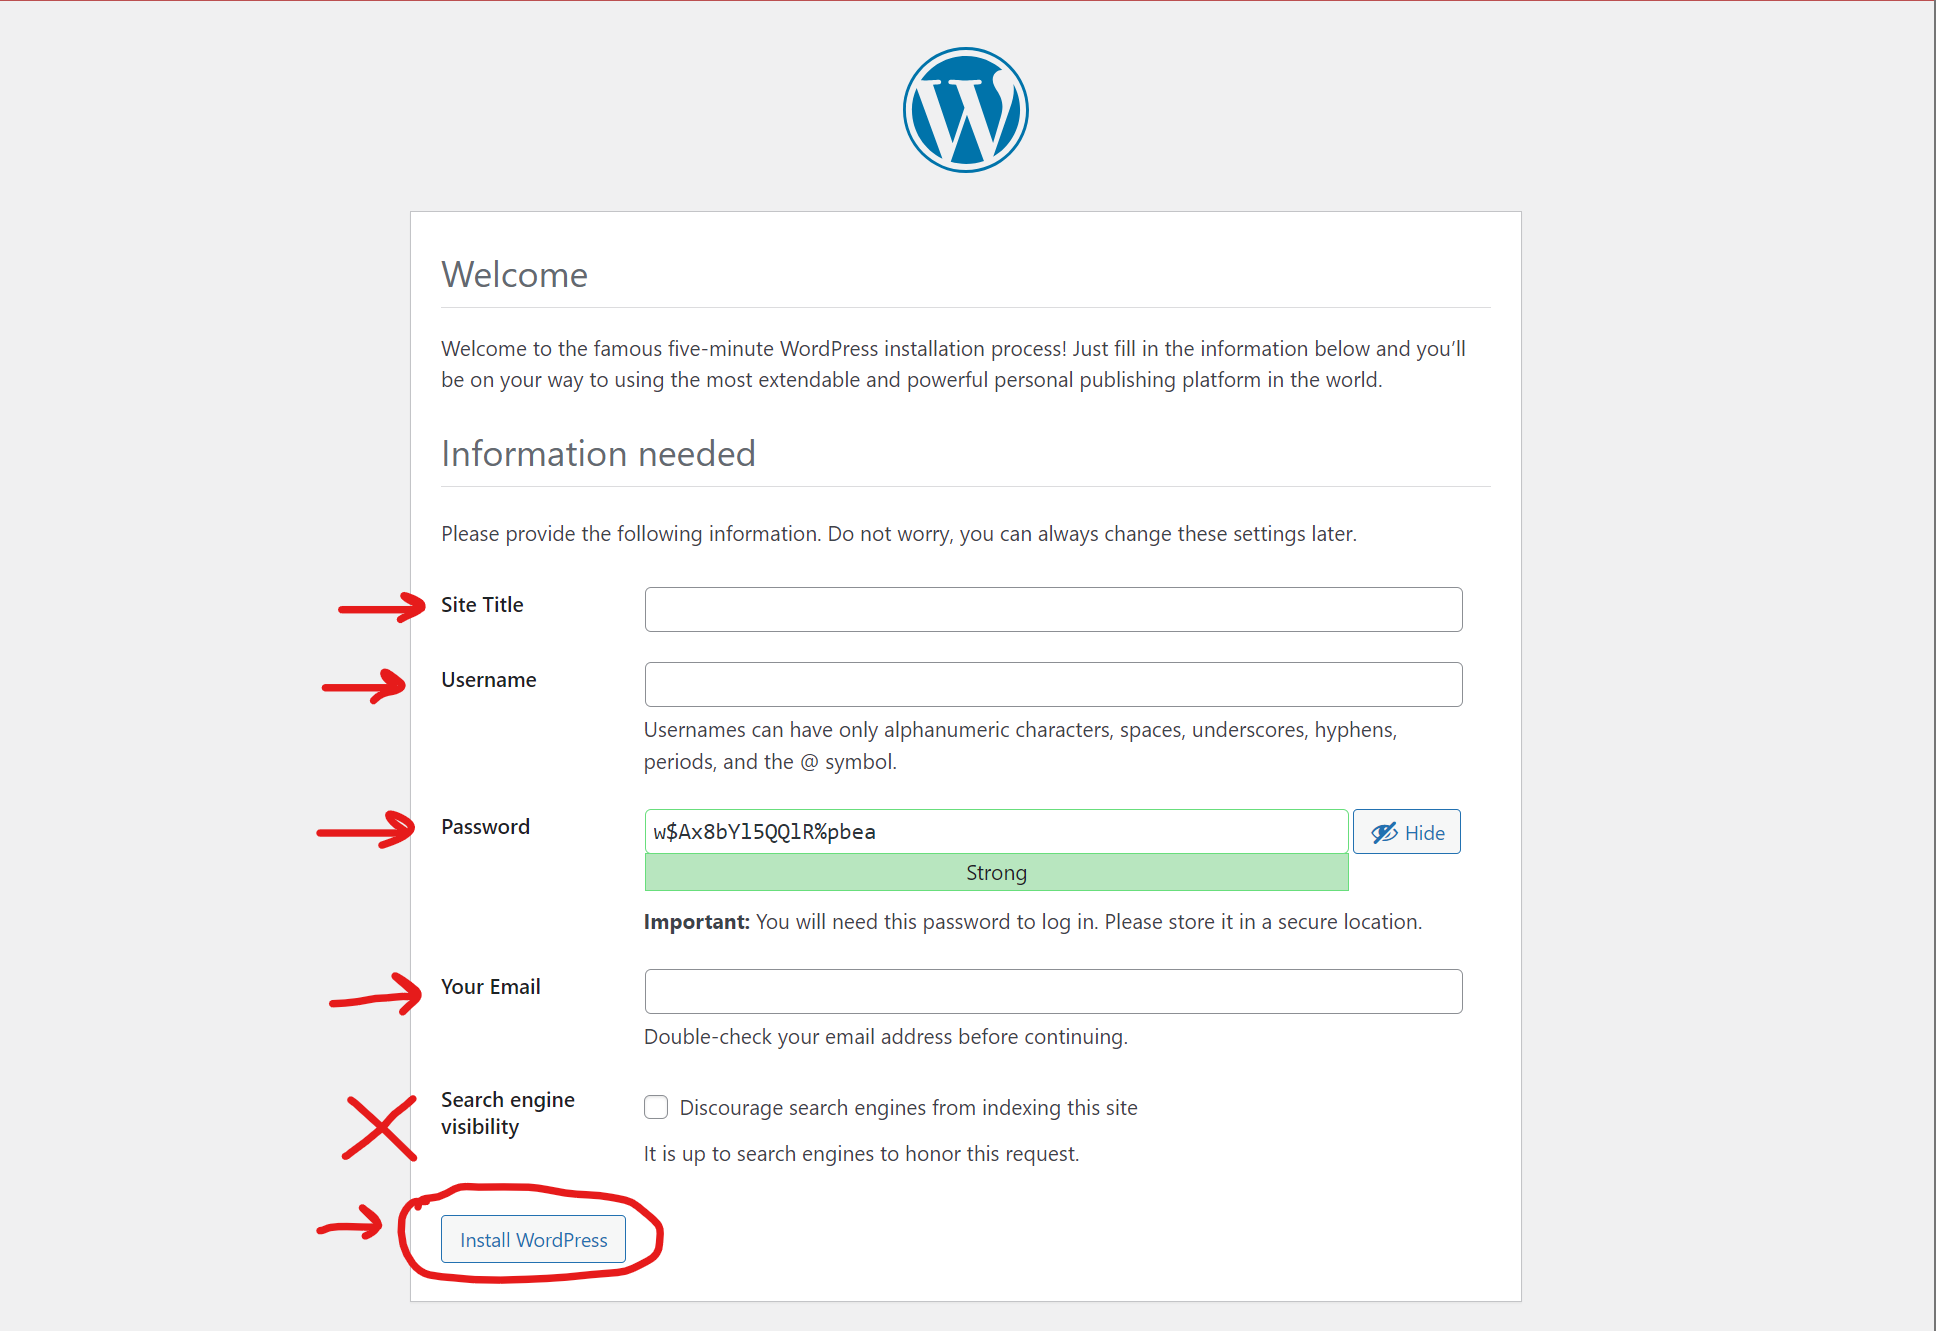 Welcome
Welcome to the famous five-minute WordPress installation process! Just fill in the information below and you’ll
be on your way to using the most extendable and powerful personal publishing platform in the world.
Information needed
Please provide the following information. Do not worry, you can always change these settings later.
Site Title
Username
Usernames can have only alphanumeric characters, spaces, underscores, hyphens,
periods, and the @ symbol.
Password
w$Ax8bYl5QQlR%pbea
Hide
Strong
Important: You will need this password to log in. Please store it in a secure location.
Your Email
Double-check your email address before continuing.
Search engine
visibility
Discourage search engines from indexing this site
It is up to search engines to honor this request.
Install WordPress